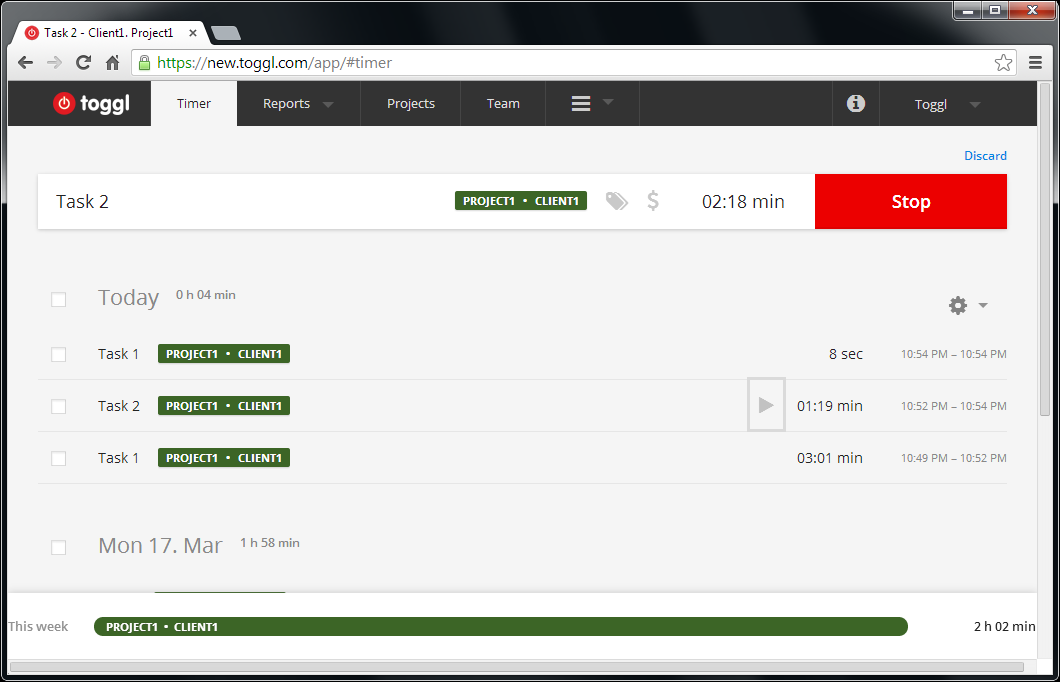 Task 2 - Client1. Project1
https://new.toggl.com/app/#timer
toggl Timer Reports Projects Team Toggl
Discard
Task 2 PROJECT1 • CLIENT1 $ 02:18 min Stop
Today 0 h 04 min
Task 1 PROJECT1 • CLIENT1 8 sec 10:54 PM – 10:54 PM
Task 2 PROJECT1 • CLIENT1 01:19 min 10:52 PM – 10:54 PM
Task 1 PROJECT1 • CLIENT1 03:01 min 10:49 PM – 10:52 PM
Mon 17. Mar 1 h 58 min
This week PROJECT1 • CLIENT1 2 h 02 min